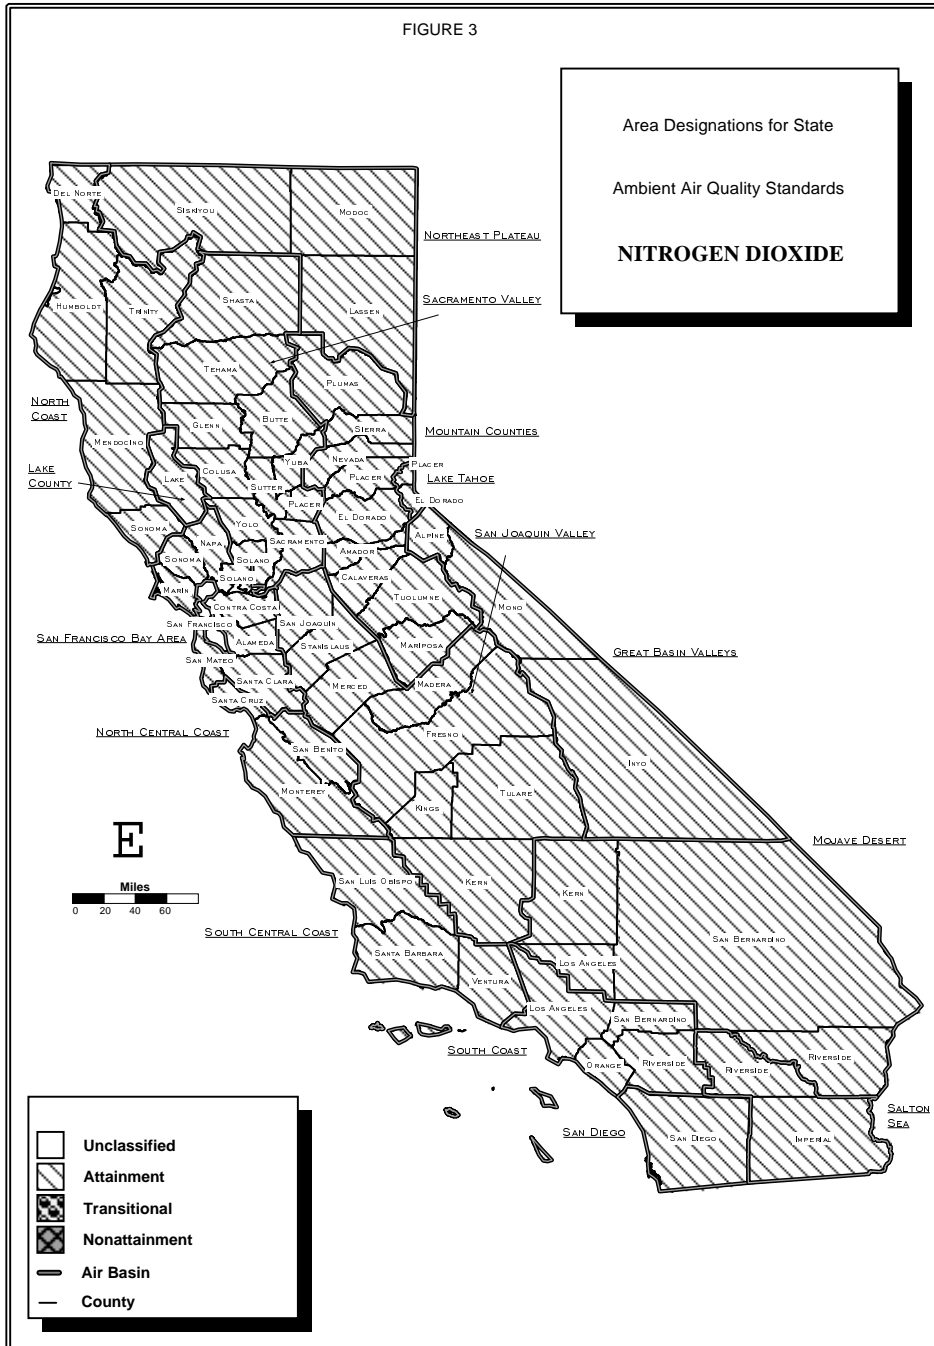 FIGURE 3
Area Designations for State
Ambient Air Quality Standards
NITROGEN DIOXIDE
DEL NORTE
SISKIYOU
MODOC
NORTHEAST PLATEAU
SACRAMENTO VALLEY
HUMBOLDT
TRINITY
SHASTA
LASSEN
TEHAMA
PLUMAS
NORTH
COAST
GLENN
BUTTE
SIERRA
MOUNTAIN COUNTIES
MENDOCINO
LAKE
COUNTY
LAKE
COLUSA
YUBA
NEVADA
PLACER
LAKE TAHOE
SUTTER
PLACER
PLACER
EL DORADO
SONOMA
YOLO
EL DORADO
SAN JOAQUIN VALLEY
NAPA
SACRAMENTO
ALPINE
SONOMA
SOLANO
AMADOR
SOLANO
CALAVERAS
MARIN
TUOLUMNE
MONO
CONTRA COSTA
SAN FRANCISCO
SAN JOAQUIN
SAN FRANCISCO BAY AREA
ALAMEDA
STANISLAUS
MARIPOSA
GREAT BASIN VALLEYS
SAN MATEO
SANTA CLARA
MERCED
MADERA
SANTA CRUZ
NORTH CENTRAL COAST
FRESNO
SAN BENITO
INYO
MONTEREY
KINGS
TULARE
E
MOJAVE DESERT
Miles
0 20 40 60
SAN LUIS OBISPO
KERN
KERN
SOUTH CENTRAL COAST
SAN BERNARDINO
SANTA BARBARA
LOS ANGELES
VENTURA
LOS ANGELES
SAN BERNARDINO
SOUTH COAST
ORANGE
RIVERSIDE
RIVERSIDE
RIVERSIDE
SALTON
SEA
SAN DIEGO
SAN DIEGO
IMPERIAL
Unclassified
Attainment
Transitional
Nonattainment
Air Basin
County